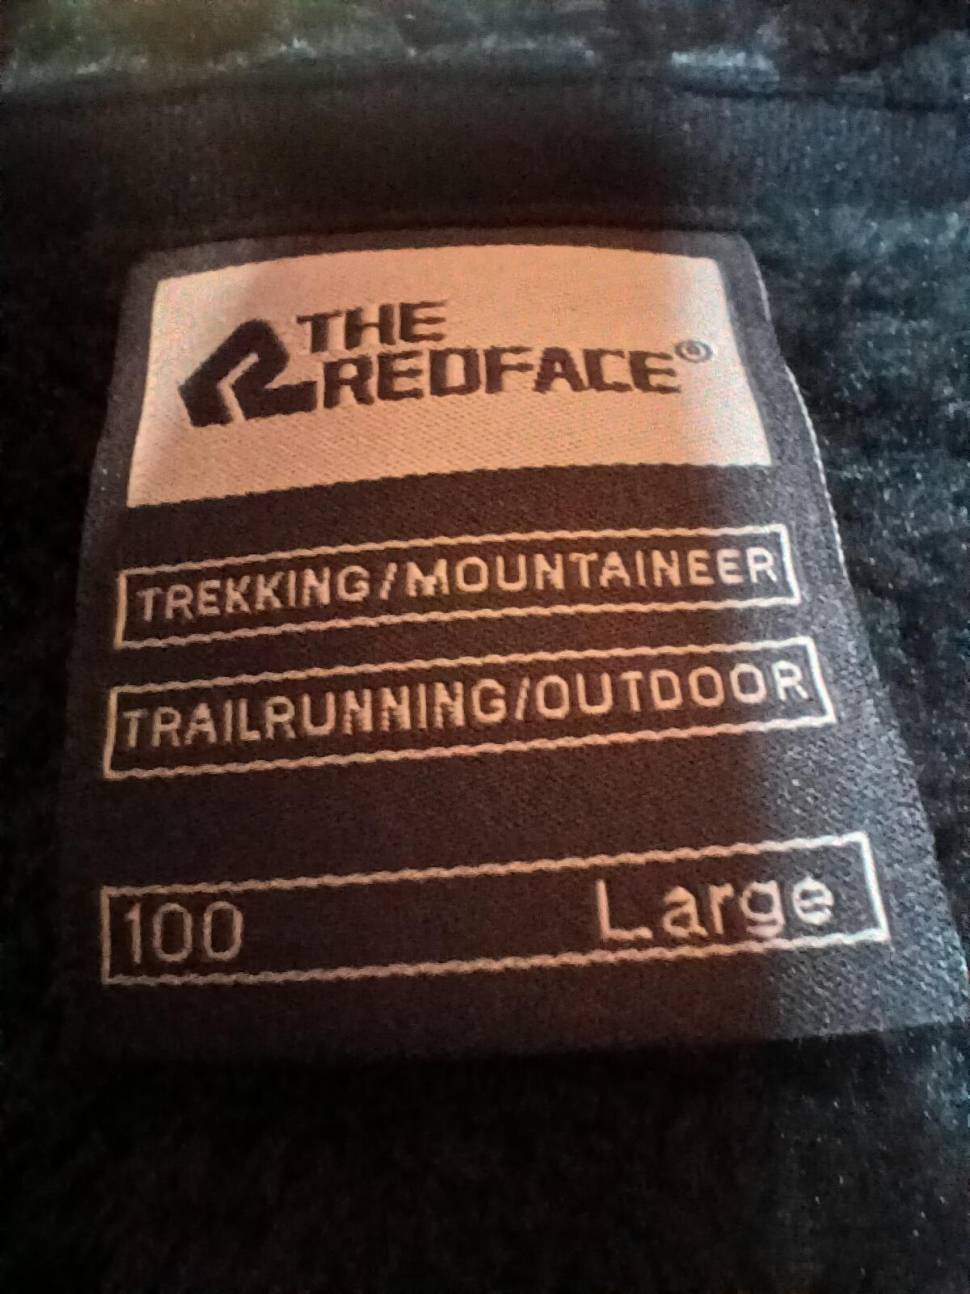 THE
REDFACE®
TREKKING/MOUNTAINEER
TRAILRUNNING/OUTDOOR
100 Large